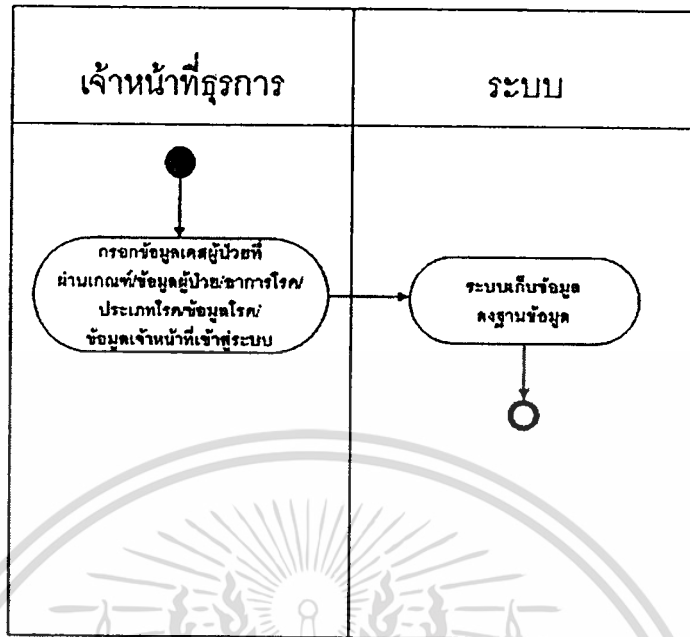 เจ้าหน้าที่ธุรการ
ระบบ
กรอกข้อมูลเคสผู้ป่วยที่
ผ่านเกณฑ์/ข้อมูลผู้ป่วย/อาการโรค/
ประเภทโรค/ข้อมูลโรค/
ข้อมูลเจ้าหน้าที่เข้าสู่ระบบ
ระบบเก็บข้อมูล
ลงฐานข้อมูล